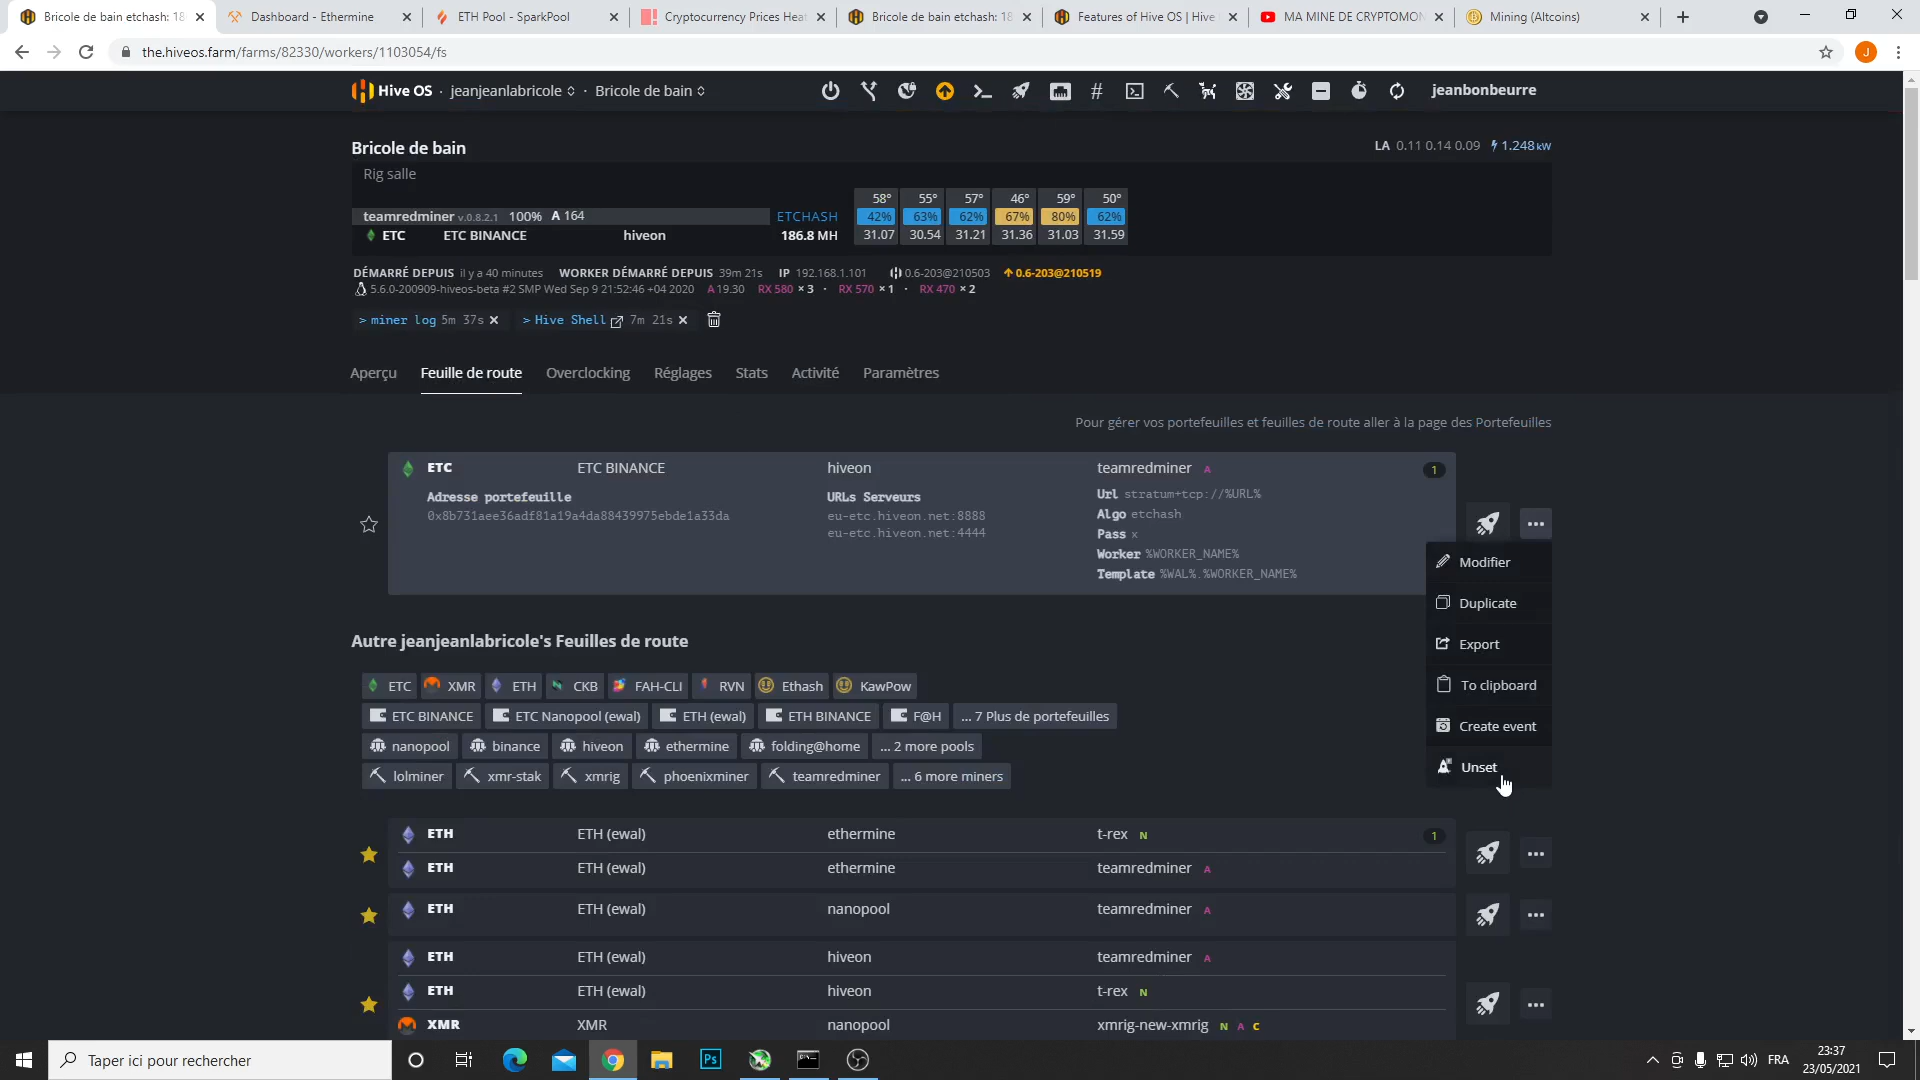 Bricole de bain etchash: 18
Dashboard - Ethermine
ETH Pool - SparkPool
Cryptocurrency Prices Hea
Bricole de bain etchash: 18
Features of Hive OS | Hive
MA MINE DE CRYPTOMON
Mining (Altcoins)
the.hiveos.farm/farms/82330/workers/1103054/fs
J
Hive OS · jeanjeanlabricole · Bricole de bain
jeanbonbeurre
Bricole de bain
LA 0.11 0.14 0.09 1.248 kW
Rig salle
58° 55° 57° 46° 59° 50°
teamredminer v.0.8.2.1 100% A 164 ETCHASH 42% 63% 62% 67% 80% 62%
ETC ETC BINANCE hiveon 186.8 MH 31.07 30.54 31.21 31.36 31.03 31.59
DÉMARRÉ DEPUIS il y a 40 minutes WORKER DÉMARRÉ DEPUIS 39m 21s IP 192.168.1.101 0.6-203@210503 0.6-203@210519
5.6.0-200909-hiveos-beta #2 SMP Wed Sep 9 21:52:46 +04 2020 A 19.30 RX 580 × 3 · RX 570 × 1 · RX 470 × 2
> miner log 5m 37s > Hive Shell 7m 21s
Aperçu Feuille de route Overclocking Réglages Stats Activité Paramètres
Pour gérer vos portefeuilles et feuilles de route aller à la page des Portefeuilles
ETC ETC BINANCE hiveon teamredminer A 1
Adresse portefeuille URLs Serveurs Url stratum+tcp://%URL%
0x8b731aee36adf81a19a4da88439975ebde1a33da eu-etc.hiveon.net:8888 Algo etchash
eu-etc.hiveon.net:4444 Pass x
Worker %WORKER_NAME%
Template %WAL%.%WORKER_NAME%
Modifier
Duplicate
Export
To clipboard
Create event
Unset
Autre jeanjeanlabricole's Feuilles de route
ETC XMR ETH CKB FAH-CLI RVN Ethash KawPow
ETC BINANCE ETC Nanopool (ewal) ETH (ewal) ETH BINANCE F@H ... 7 Plus de portefeuilles
nanopool binance hiveon ethermine folding@home ... 2 more pools
lolminer xmr-stak xmrig phoenixminer teamredminer ... 6 more miners
ETH ETH (ewal) ethermine t-rex N 1
ETH ETH (ewal) ethermine teamredminer A
ETH ETH (ewal) nanopool teamredminer A
ETH ETH (ewal) hiveon teamredminer A
ETH ETH (ewal) hiveon t-rex N
XMR XMR nanopool xmrig-new-xmrig N A C
Taper ici pour rechercher
Ps
FRA
23:37
23/05/2021